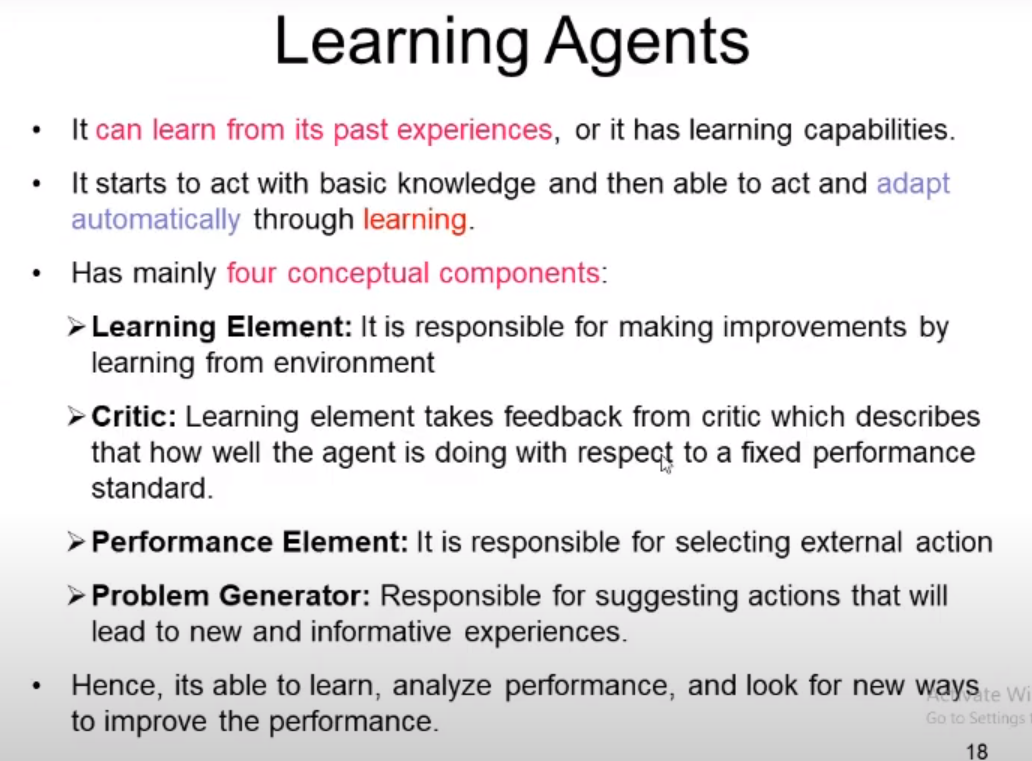 Learning Agents
• It can learn from its past experiences, or it has learning capabilities.
• It starts to act with basic knowledge and then able to act and adapt
automatically through learning.
• Has mainly four conceptual components:
➢ Learning Element: It is responsible for making improvements by
learning from environment
➢ Critic: Learning element takes feedback from critic which describes
that how well the agent is doing with respect to a fixed performance
standard.
➢ Performance Element: It is responsible for selecting external action
➢ Problem Generator: Responsible for suggesting actions that will
lead to new and informative experiences.
• Hence, its able to learn, analyze performance, and look for new ways
to improve the performance.
Activate Wi
Go to Settings t
18